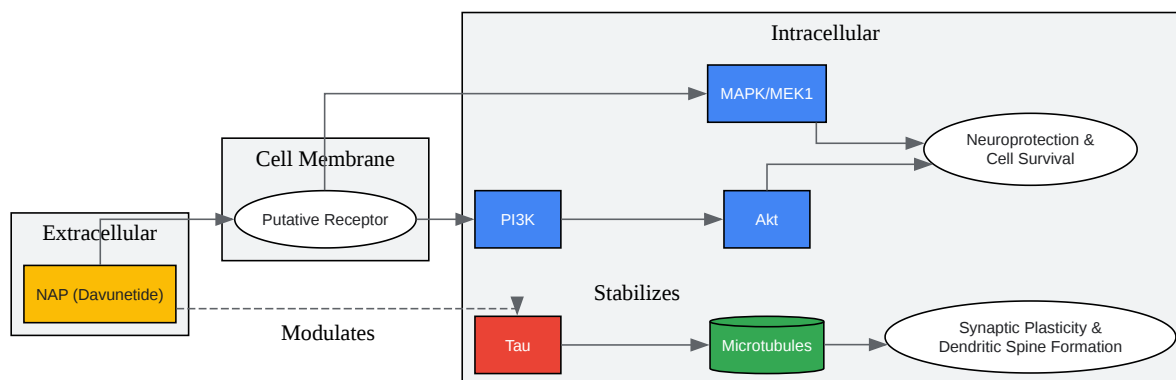 Intracellular
MAPK/MEK1
Cell Membrane
Neuroprotection &
Cell Survival
Putative Receptor
PI3K
Akt
Extracellular
NAP (Davunetide)
Stabilizes
Modulates
Tau
Microtubules
Synaptic Plasticity &
Dendritic Spine Formation